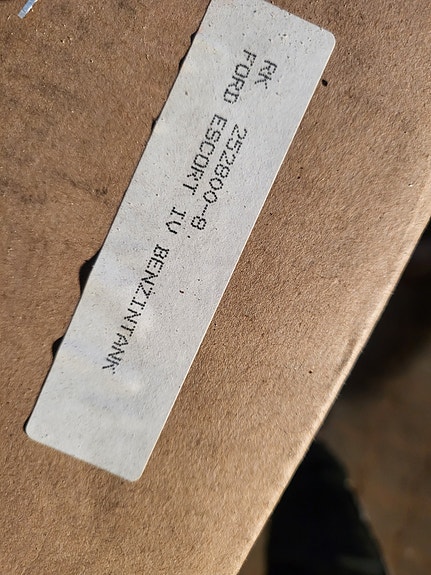 RK 252800-8
FORD ESCORT IV BENZINTANK